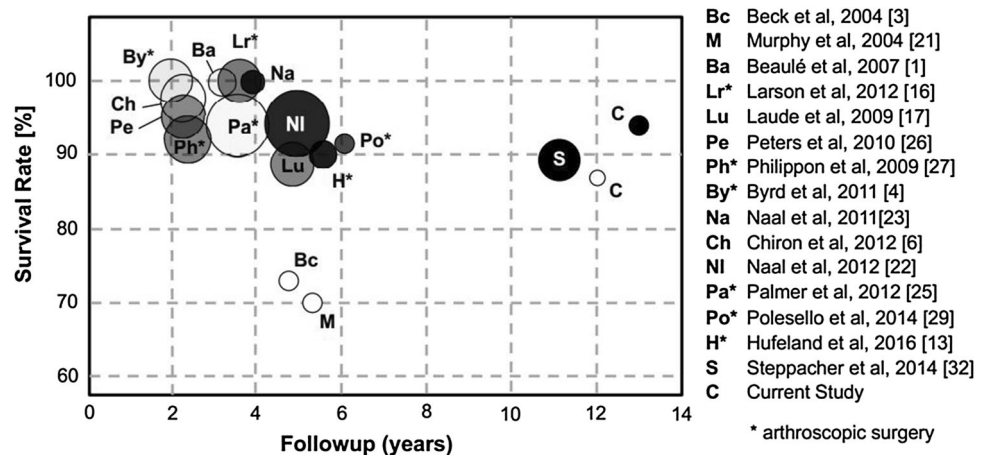 Survival Rate [%]
100
90
80
70
60
0 2 4 6 8 10 12 14
Followup (years)
By*
Ba
Lr*
Na
Ch
Pe
Ph*
Pa*
NI
Lu
Po*
H*
Bc
M
C
S
C
Bc Beck et al, 2004 [3]
M Murphy et al, 2004 [21]
Ba Beaulé et al, 2007 [1]
Lr* Larson et al, 2012 [16]
Lu Laude et al, 2009 [17]
Pe Peters et al, 2010 [26]
Ph* Philippon et al, 2009 [27]
By* Byrd et al, 2011 [4]
Na Naal et al, 2011[23]
Ch Chiron et al, 2012 [6]
NI Naal et al, 2012 [22]
Pa* Palmer et al, 2012 [25]
Po* Polesello et al, 2014 [29]
H* Hufeland et al, 2016 [13]
S Steppacher et al, 2014 [32]
C Current Study
* arthroscopic surgery